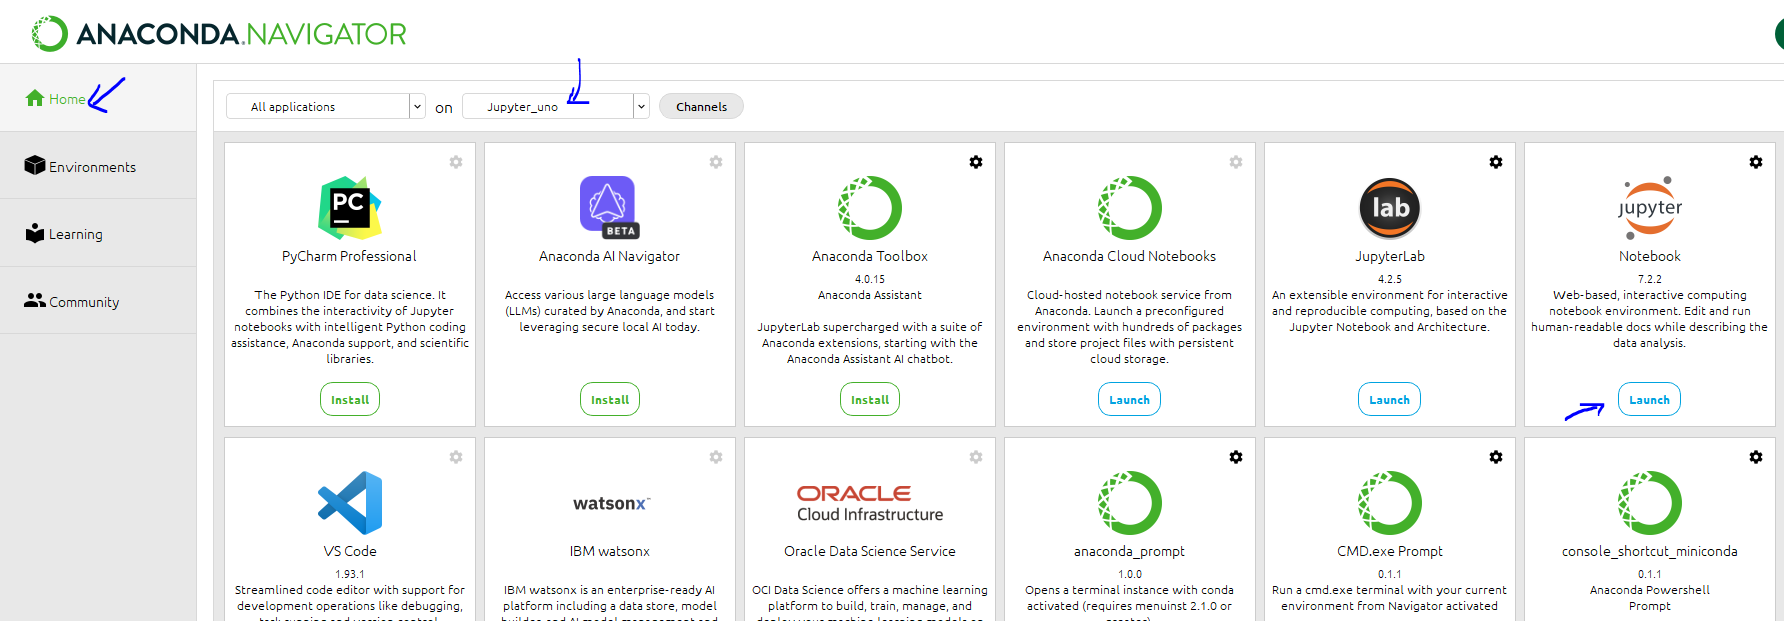 ANACONDA.NAVIGATOR
Home
Environments
Learning
Community
All applications
on
Jupyter_uno
Channels
PC
PyCharm Professional
The Python IDE for data science. It
combines the interactivity of Jupyter
notebooks with intelligent Python coding
assistance, Anaconda support, and scientific
libraries.
Install
BETA
Anaconda AI Navigator
Access various large language models
(LLMs) curated by Anaconda, and start
leveraging secure local AI today.
Install
Anaconda Toolbox
4.0.15
Anaconda Assistant
JupyterLab supercharged with a suite of
Anaconda extensions, starting with the
Anaconda Assistant AI chatbot.
Install
Anaconda Cloud Notebooks
Cloud-hosted notebook service from
Anaconda. Launch a preconfigured
environment with hundreds of packages
and store project files with persistent
cloud storage.
Launch
lab
JupyterLab
4.2.5
An extensible environment for interactive
and reproducible computing, based on the
Jupyter Notebook and Architecture.
Launch
jupyter
Notebook
7.2.2
Web-based, interactive computing
notebook environment. Edit and run
human-readable docs while describing the
data analysis.
Launch
VS Code
1.93.1
Streamlined code editor with support for
development operations like debugging,
watsonx™
IBM watsonx
IBM watsonx is an enterprise-ready AI
platform including a data store, model
ORACLE
Cloud Infrastructure
Oracle Data Science Service
OCI Data Science offers a machine learning
platform to build, train, manage, and
anaconda_prompt
1.0.0
Opens a terminal instance with conda
activated (requires menuinst 2.1.0 or
CMD.exe Prompt
0.1.1
Run a cmd.exe terminal with your current
environment from Navigator activated
console_shortcut_miniconda
0.1.1
Anaconda Powershell
Prompt